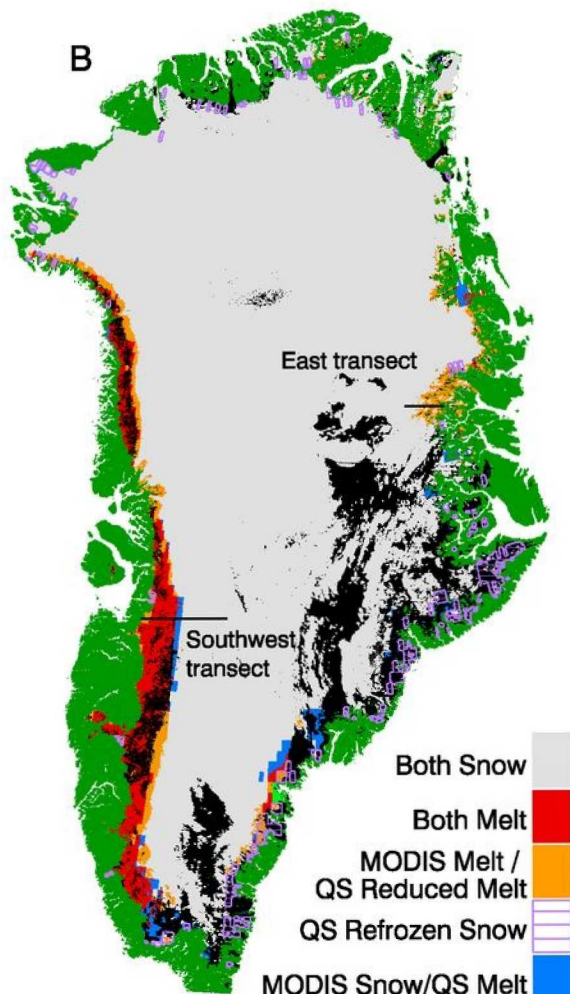 B
East transect
Southwest
transect
Both Snow
Both Melt
MODIS Melt /
QS Reduced Melt
QS Refrozen Snow
MODIS Snow/QS Melt